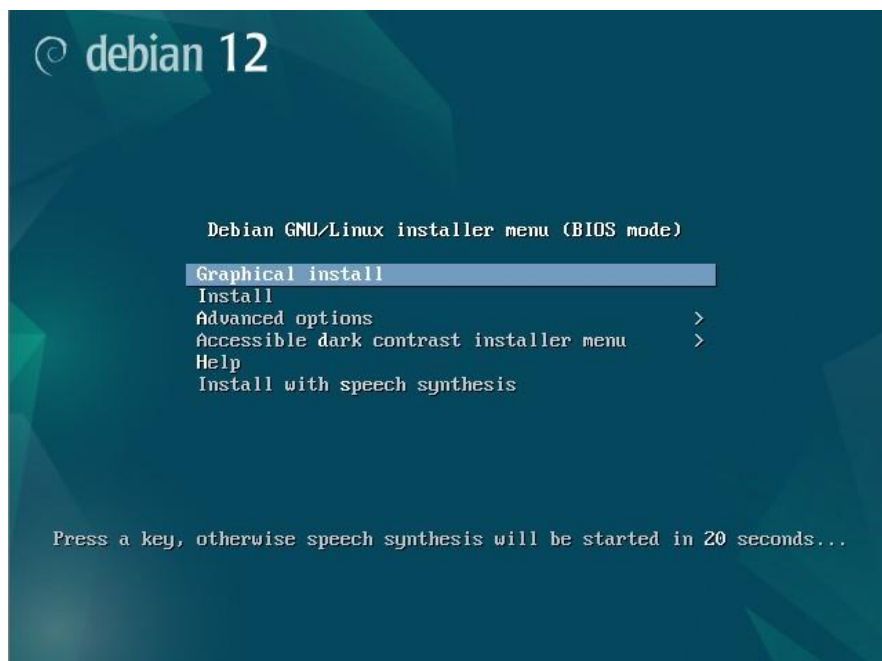 debian 12
Debian GNU/Linux installer menu (BIOS mode)
Graphical install
Install
Advanced options >
Accessible dark contrast installer menu >
Help
Install with speech synthesis
Press a key, otherwise speech synthesis will be started in 20 seconds...